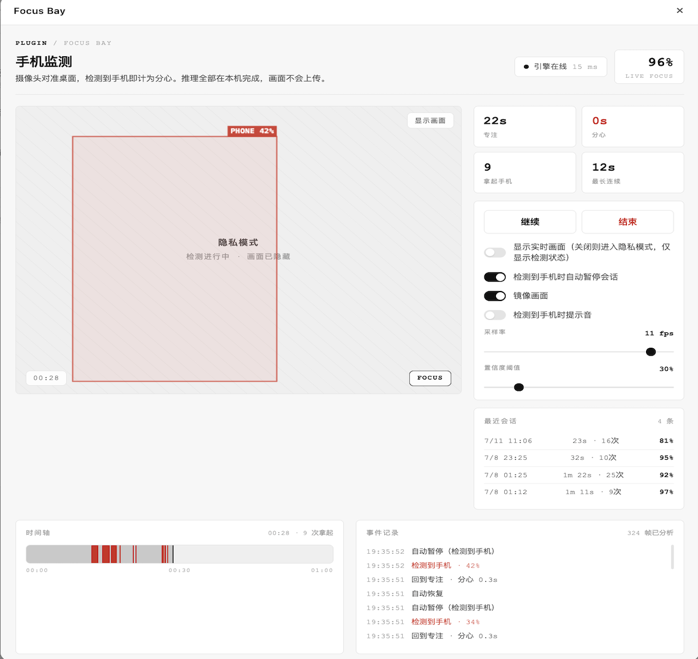 Focus Bay ×
PLUGIN / FOCUS BAY
手机监测
摄像头对准桌面，检测到手机即计为分心。推理全部在本机完成，画面不会上传。
引擎在线 15 ms
96%
LIVE FOCUS
PHONE 42%
显示画面
隐私模式
检测进行中 · 画面已隐藏
00:28
FOCUS
22s
专注
0s
分心
9
拿起手机
12s
最长连续
继续
结束
显示实时画面（关闭则进入隐私模式，仅
显示检测状态）
检测到手机时自动暂停会话
镜像画面
检测到手机时提示音
采样率 11 fps
置信度阈值 30%
最近会话 4 条
7/11 11:06 23s · 16次 81%
7/8 23:25 32s · 10次 95%
7/8 01:25 1m 22s · 25次 92%
7/8 01:12 1m 11s · 9次 97%
时间轴 00:28 · 9 次拿起
00:00 00:30 01:00
事件记录 324 帧已分析
19:35:52 自动暂停（检测到手机）
19:35:52 检测到手机 · 42%
19:35:51 回到专注 · 分心 0.3s
19:35:51 自动恢复
19:35:51 自动暂停（检测到手机）
19:35:51 检测到手机 · 34%
19:35:51 回到专注 · 分心 0.3s